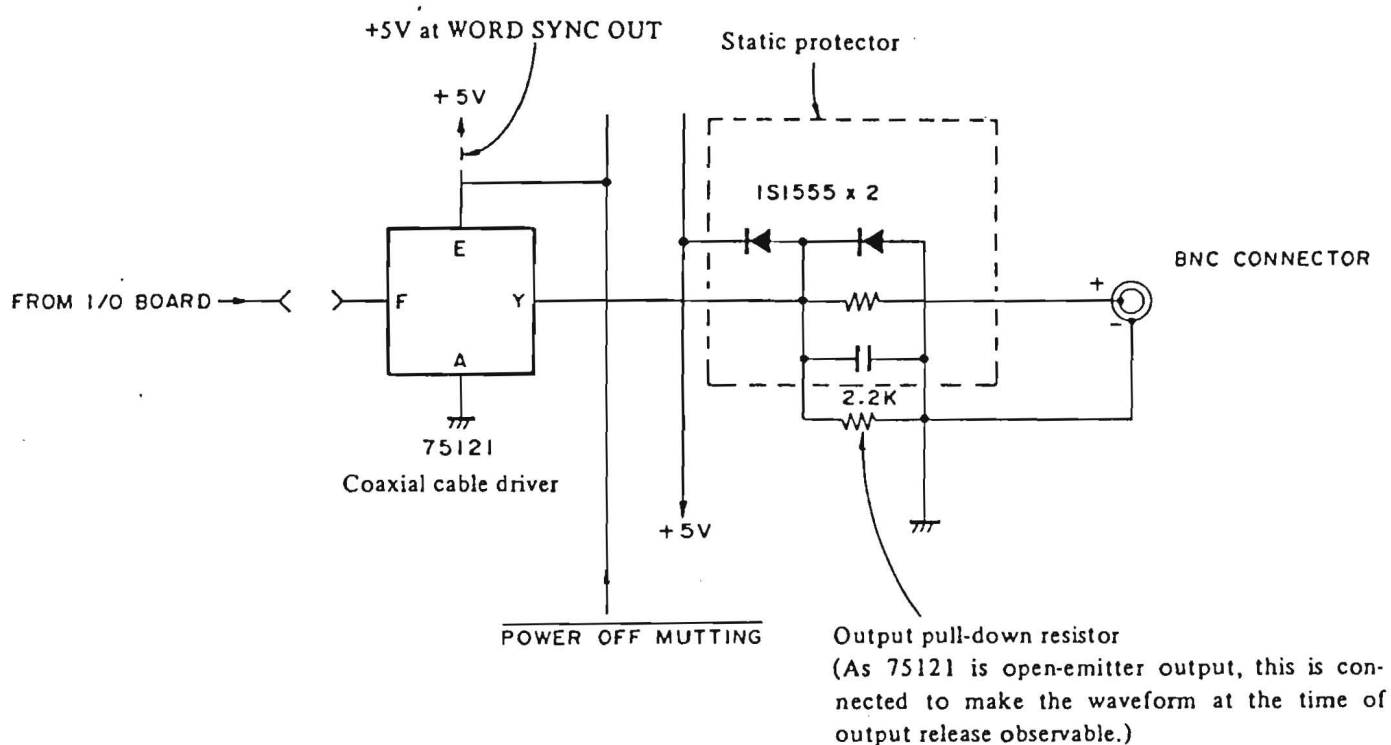 +5V at WORD SYNC OUT
Static protector
+5V
1S1555 x 2
E
BNC CONNECTOR
FROM I/O BOARD
F
Y
+
-
A
2.2K
75121
Coaxial cable driver
+5V
POWER OFF MUTTING
Output pull-down resistor
(As 75121 is open-emitter output, this is con-
nected to make the waveform at the time of
output release observable.)